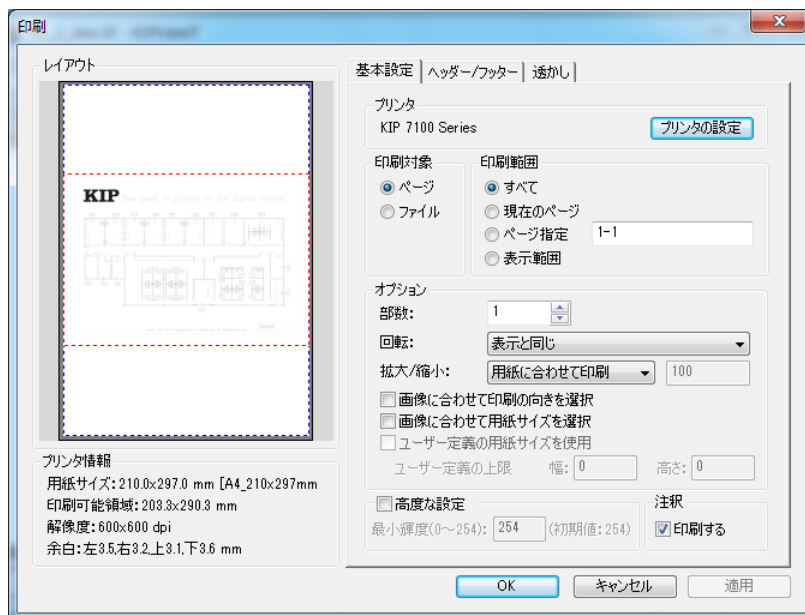 印刷
レイアウト
KIP This print is printed by KIP Digital Printer.
プリンタ情報
用紙サイズ: 210.0x297.0 mm [A4_210x297mm
印刷可能領域: 203.3x290.3 mm
解像度: 600x600 dpi
余白:左3.5,右3.2,上3.1,下3.6 mm
基本設定 ヘッダー/フッター 透かし
プリンタ
KIP 7100 Series プリンタの設定
印刷対象
ページ
ファイル
印刷範囲
すべて
現在のページ
ページ指定 1-1
表示範囲
オプション
部数: 1
回転: 表示と同じ
拡大/縮小: 用紙に合わせて印刷 100
画像に合わせて印刷の向きを選択
画像に合わせて用紙サイズを選択
ユーザー定義の用紙サイズを使用
ユーザー定義の上限 幅: 0 高さ: 0
高度な設定
最小輝度(0~254): 254 (初期値: 254)
注釈
印刷する
OK キャンセル 適用